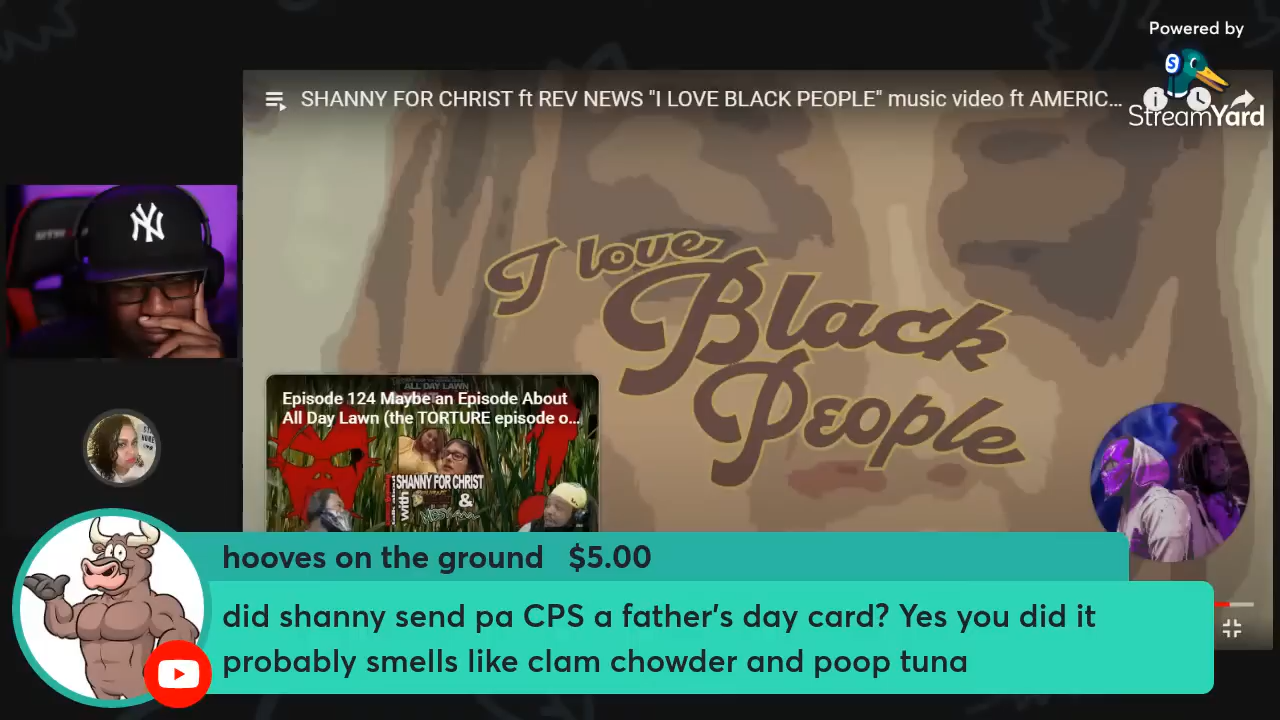 Powered by
StreamYard
SHANNY FOR CHRIST ft REV NEWS "I LOVE BLACK PEOPLE" music video ft AMERIC...
I love
Black
People
Episode 124 Maybe an Episode About
All Day Lawn (the TORTURE episode o...
ALL DAY LAWN
SHANNY FOR CHRIST
with
&
hooves on the ground $5.00
did shanny send pa CPS a father's day card? Yes you did it
probably smells like clam chowder and poop tuna